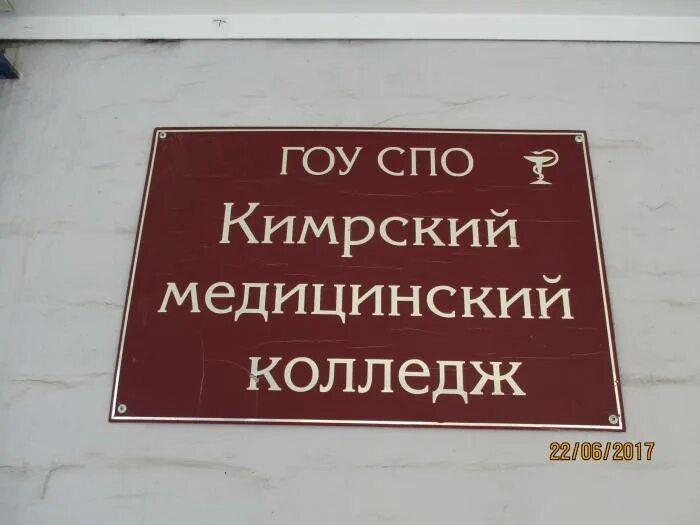 ГОУ СПО
Кимрский
медицинский
колледж
22/06/2017